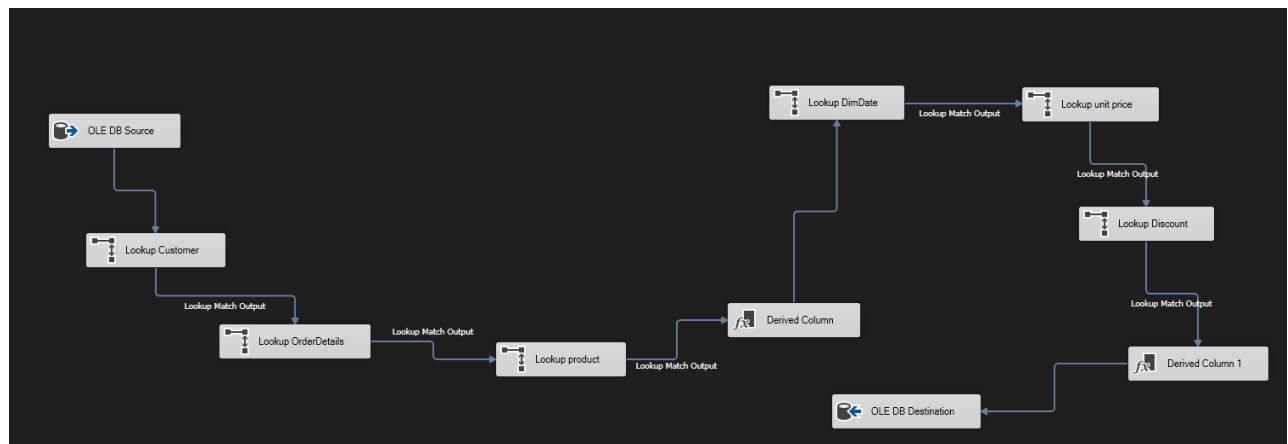 OLE DB Source
Lookup Customer
Lookup Match Output
Lookup OrderDetails
Lookup Match Output
Lookup product
Lookup Match Output
Derived Column
Lookup DimDate
Lookup Match Output
Lookup unit price
Lookup Match Output
Lookup Discount
Lookup Match Output
Derived Column 1
OLE DB Destination